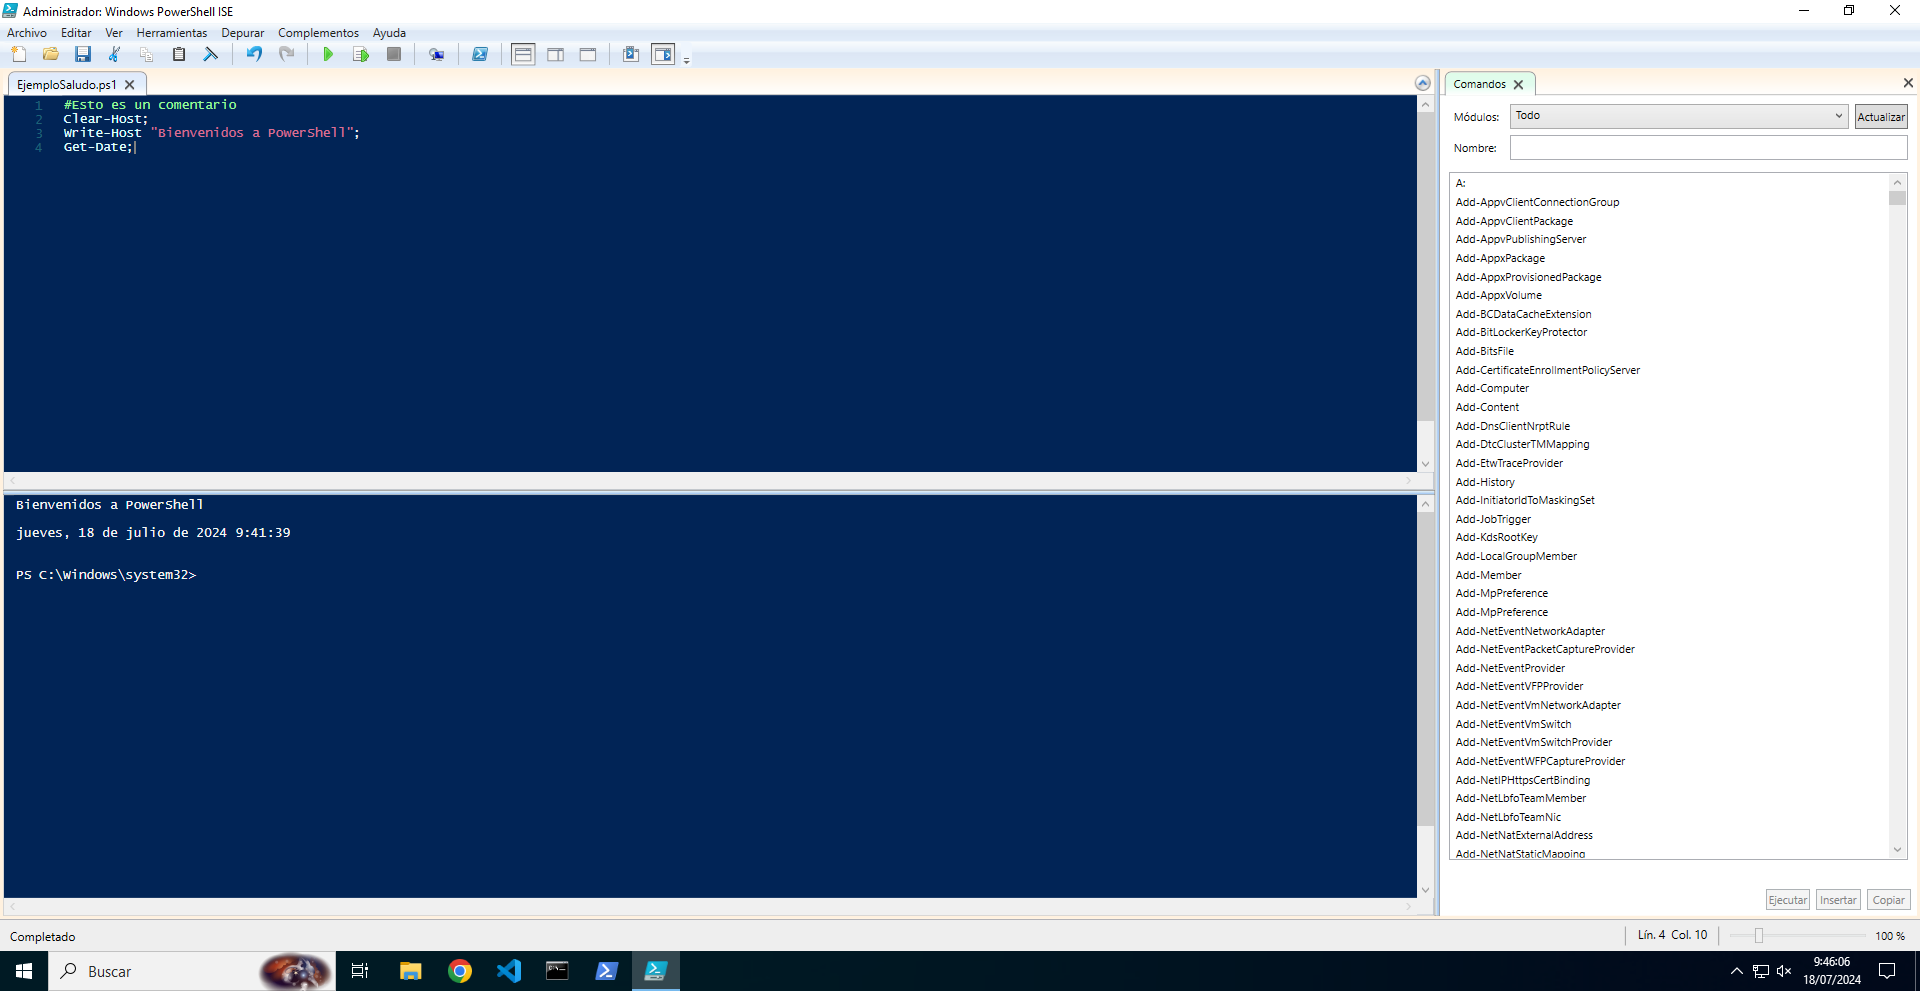 Administrador: Windows PowerShell ISE
Archivo Editar Ver Herramientas Depurar Complementos Ayuda
EjemploSaludo.ps1
1 #Esto es un comentario
2 Clear-Host;
3 Write-Host "Bienvenidos a PowerShell";
4 Get-Date;
Bienvenidos a PowerShell
jueves, 18 de julio de 2024 9:41:39
PS C:\Windows\system32>
Comandos
Módulos: Todo Actualizar
Nombre:
A:
Add-AppvClientConnectionGroup
Add-AppvClientPackage
Add-AppvPublishingServer
Add-AppxPackage
Add-AppxProvisionedPackage
Add-AppxVolume
Add-BCDataCacheExtension
Add-BitLockerKeyProtector
Add-BitsFile
Add-CertificateEnrollmentPolicyServer
Add-Computer
Add-Content
Add-DnsClientNrptRule
Add-DtcClusterTMMapping
Add-EtwTraceProvider
Add-History
Add-InitiatorIdToMaskingSet
Add-JobTrigger
Add-KdsRootKey
Add-LocalGroupMember
Add-Member
Add-MpPreference
Add-MpPreference
Add-NetEventNetworkAdapter
Add-NetEventPacketCaptureProvider
Add-NetEventProvider
Add-NetEventVFPProvider
Add-NetEventVmNetworkAdapter
Add-NetEventVmSwitch
Add-NetEventVmSwitchProvider
Add-NetEventWFPCaptureProvider
Add-NetIPHttpsCertBinding
Add-NetLbfoTeamMember
Add-NetLbfoTeamNic
Add-NetNatExternalAddress
Add-NetNatStaticMapping
Ejecutar Insertar Copiar
Completado
Lín. 4 Col. 10
100 %
Buscar
9:46:06
18/07/2024